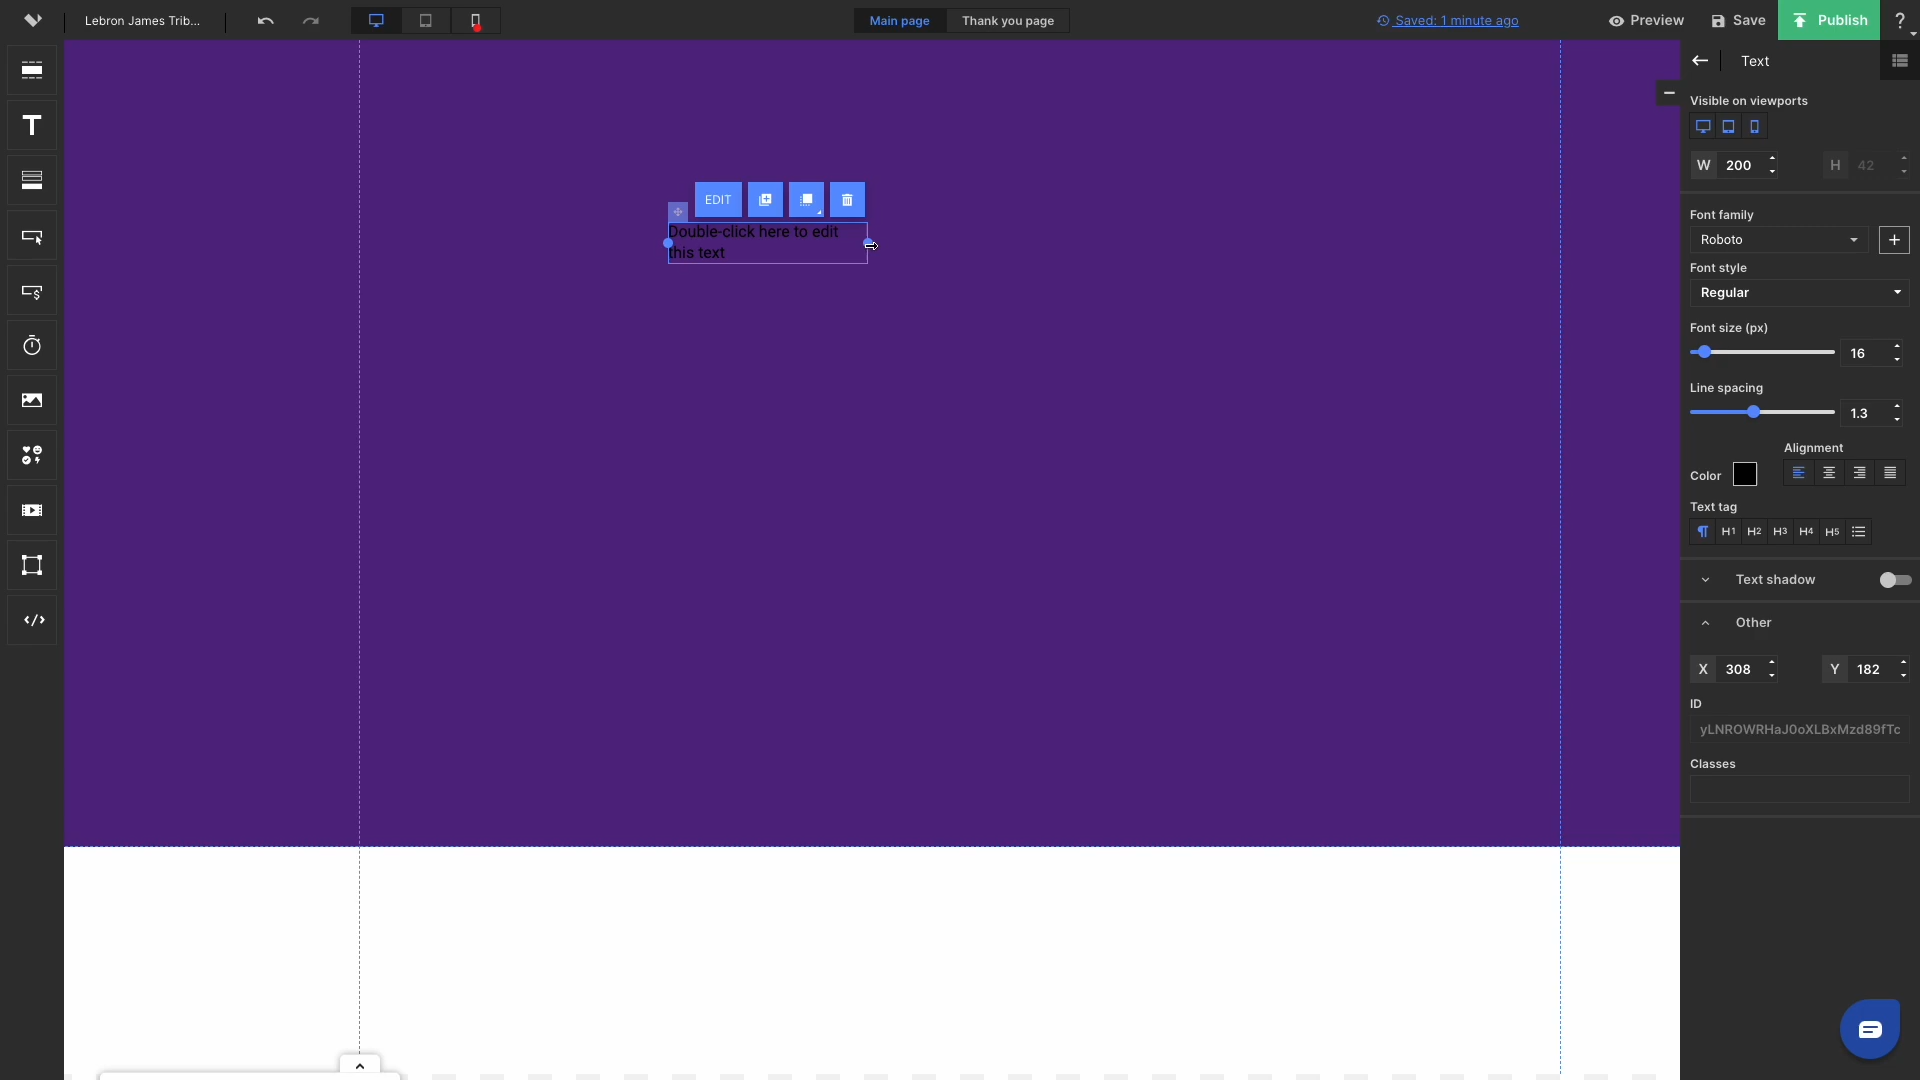 Lebron James Trib...
Main page
Thank you page
Saved: 1 minute ago
Preview
Save
Publish
?
T
Text
Visible on viewports
W 200
H 42
EDIT
Double-click here to edit
this text
Font family
Roboto
+
Font style
Regular
Font size (px)
16
Line spacing
1.3
Alignment
Color
Text tag
¶ H1 H2 H3 H4 H5
Text shadow
Other
X 308
Y 182
ID
yLNROWRHaJ0oXLBxMzd89fTc
Classes
</>